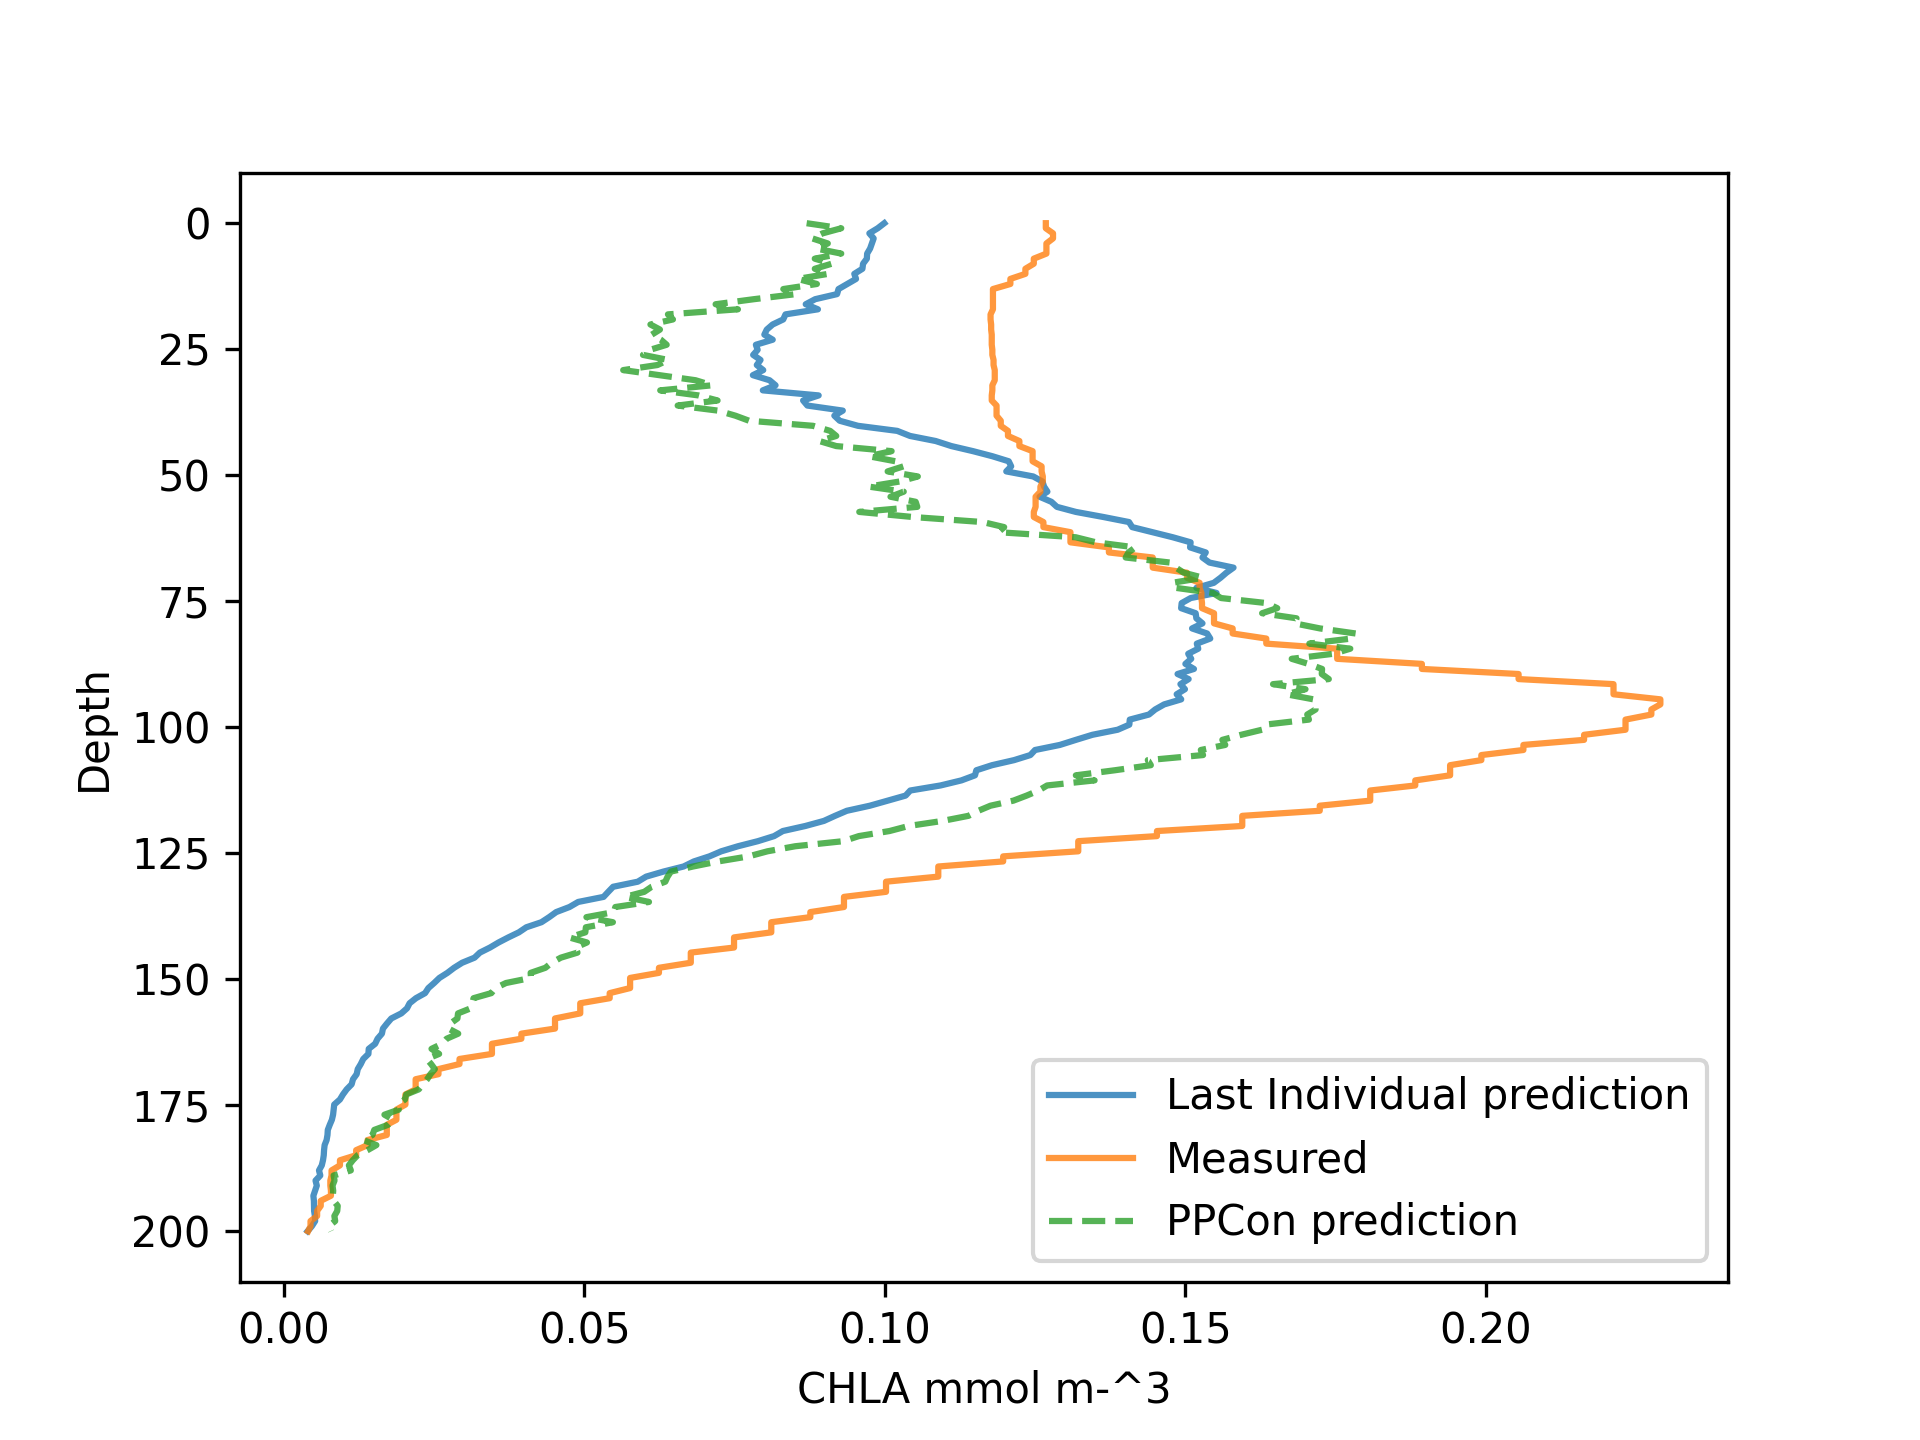 0
25
50
75
100
125
150
175
200
Depth
0.00 0.05 0.10 0.15 0.20
CHLA mmol m-^3
Last Individual prediction
Measured
PPCon prediction